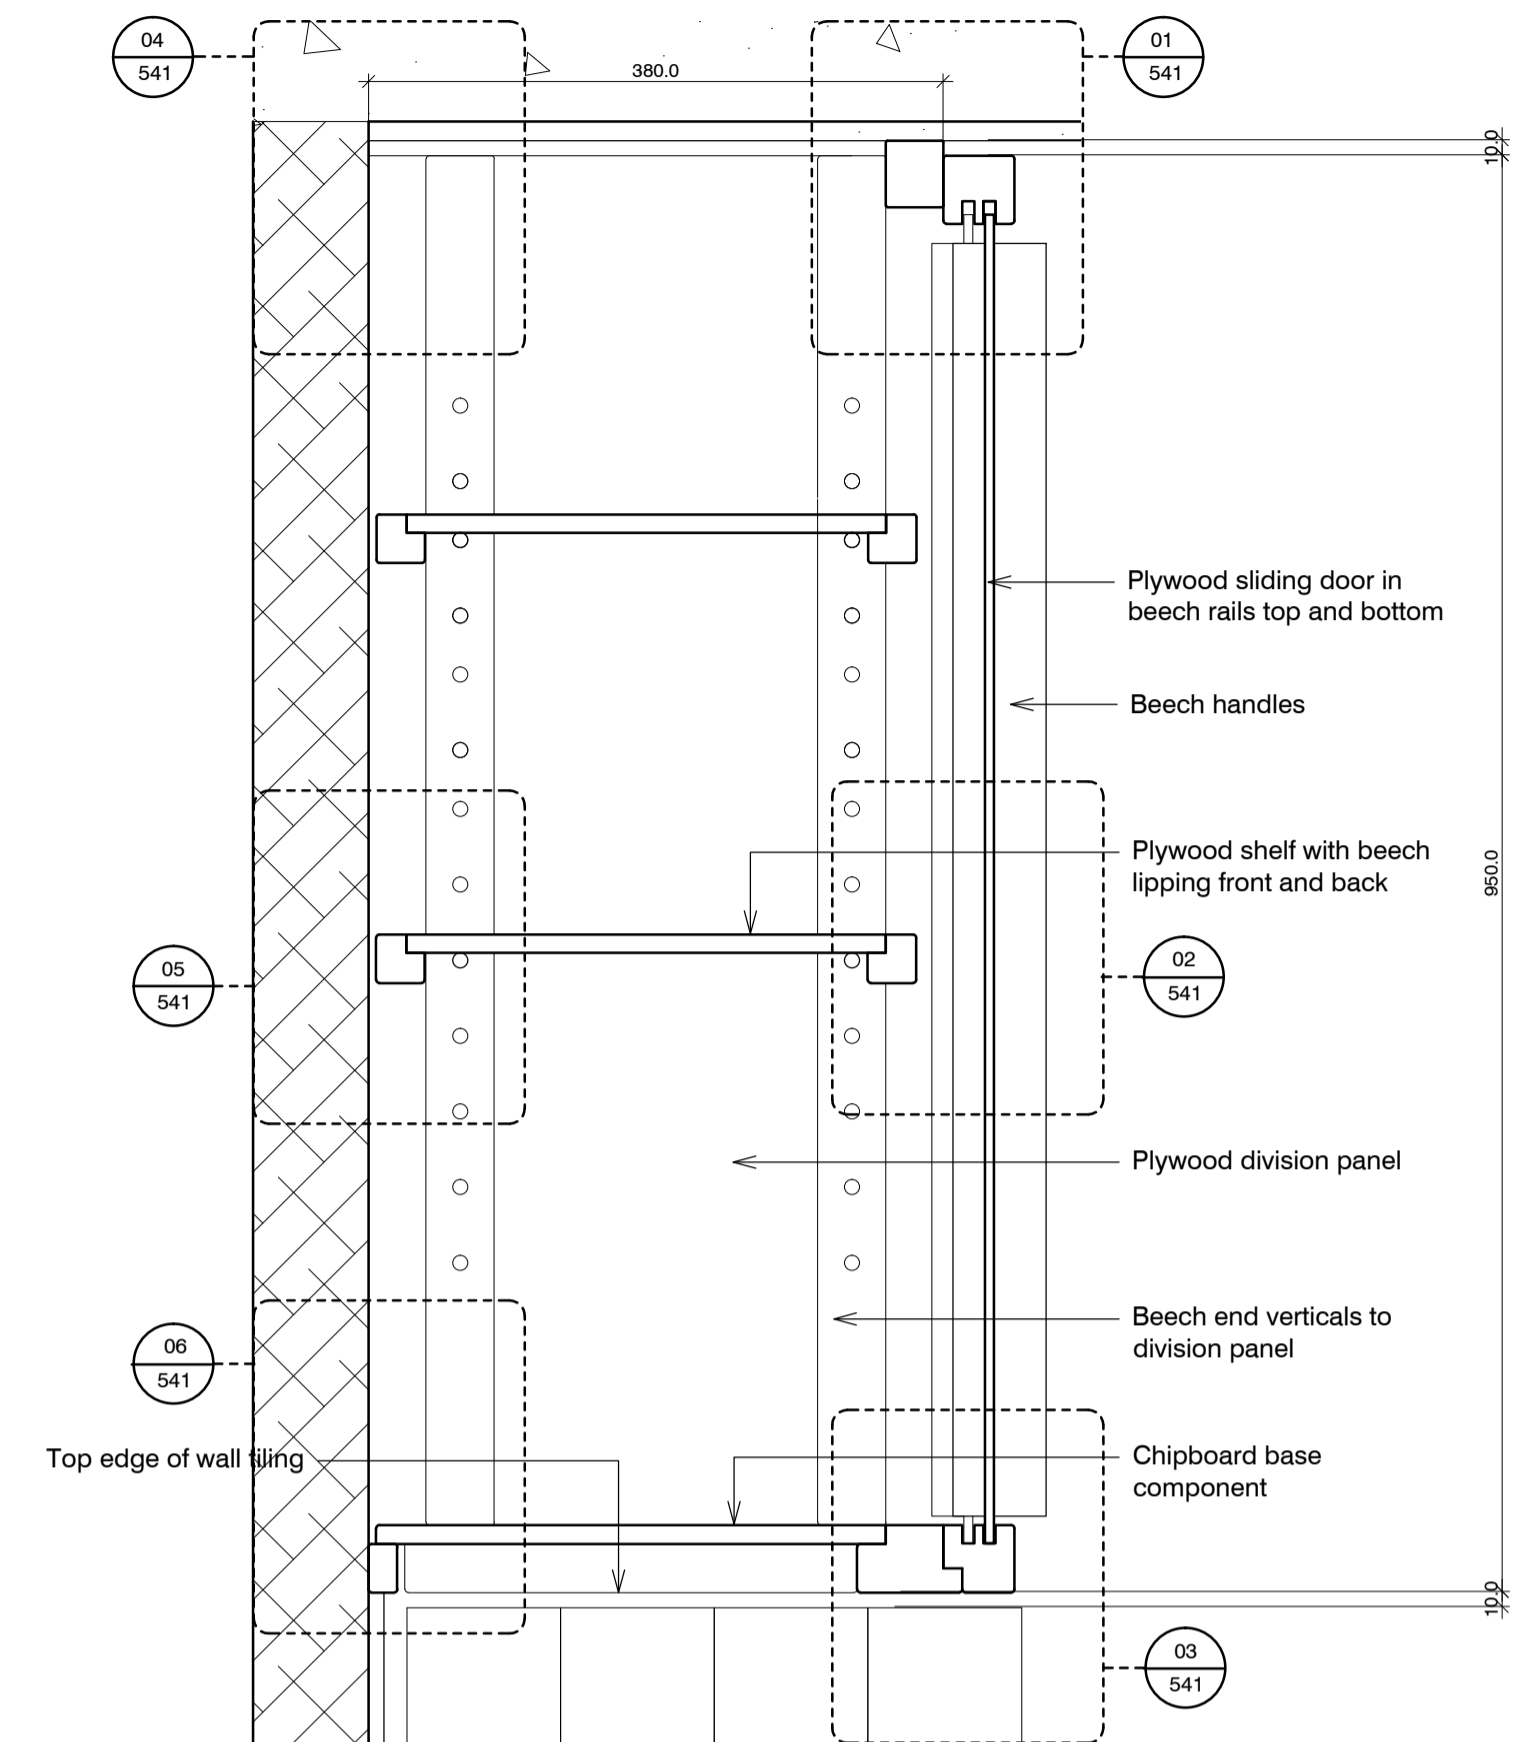 04
541
01
541
380.0
10.0
Plywood sliding door in
beech rails top and bottom
Beech handles
Plywood shelf with beech
lipping front and back
950.0
05
541
02
541
Plywood division panel
Beech end verticals to
division panel
06
541
Top edge of wall tiling
Chipboard base
component
10.0
03
541